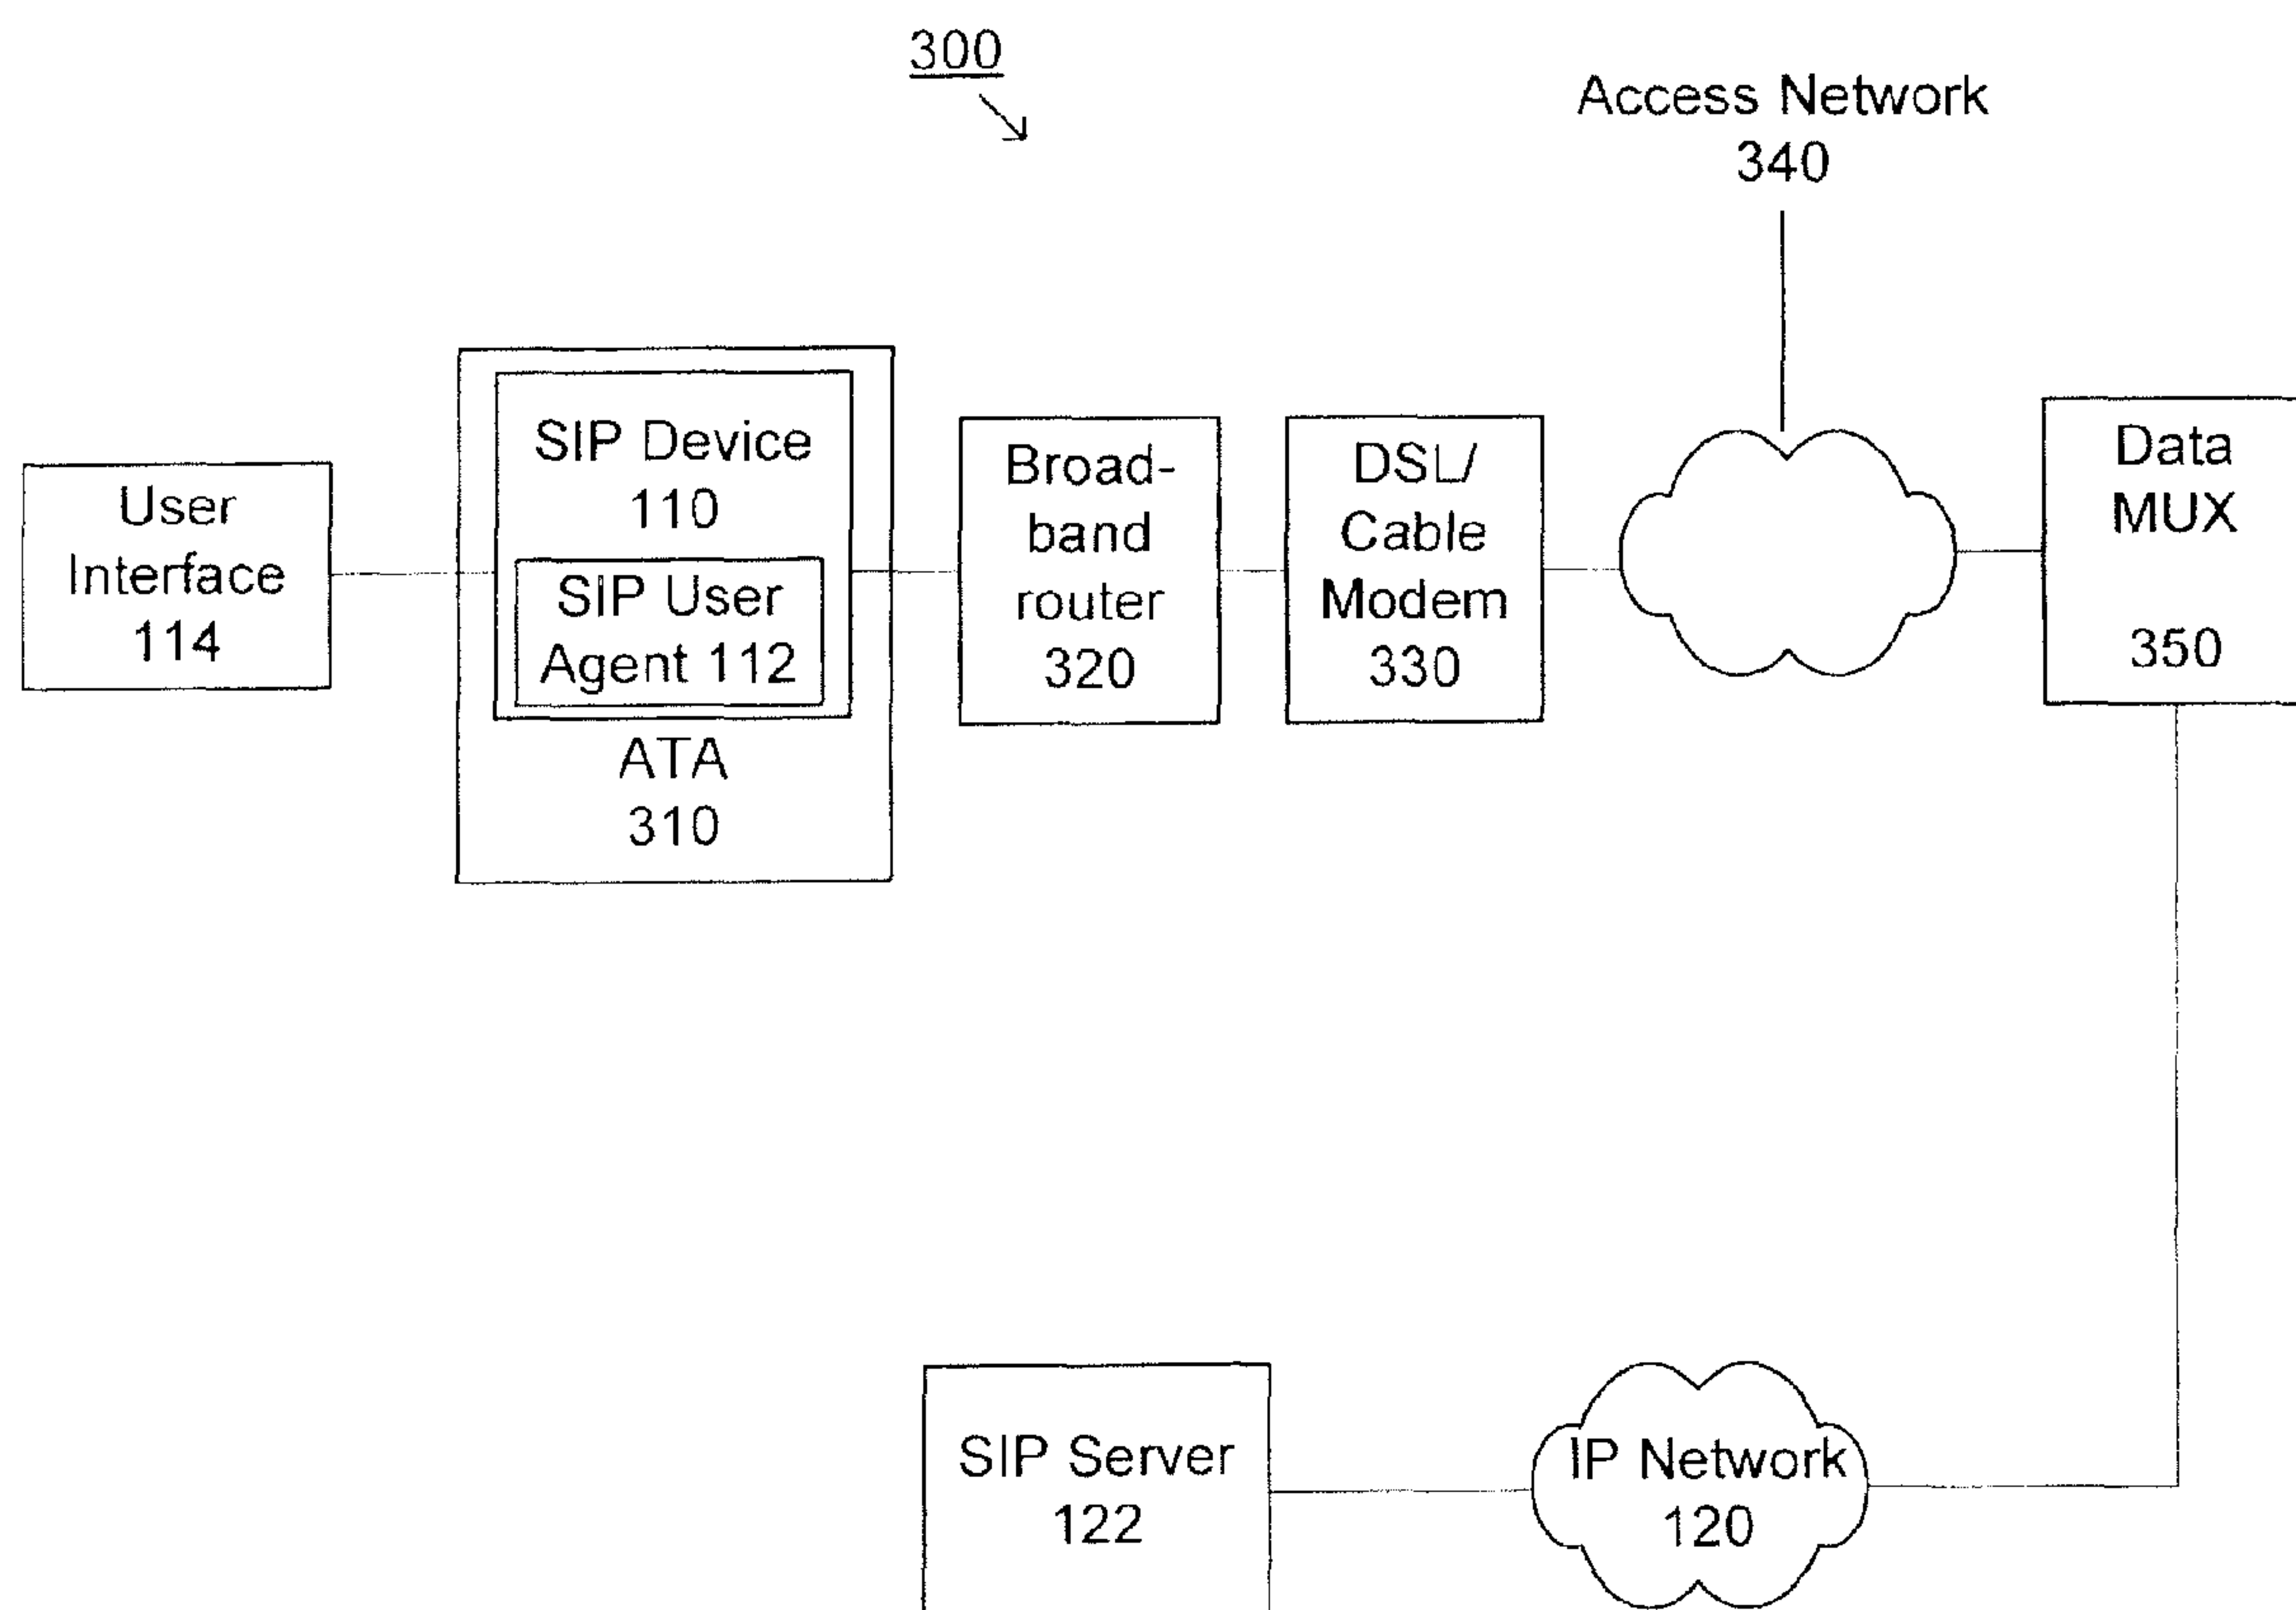 300
Access Network
340
User
Interface
114
SIP Device
110
SIP User
Agent 112
ATA
310
Broad-
band
router
320
DSL/
Cable
Modem
330
Data
MUX
350
SIP Server
122
IP Network
120